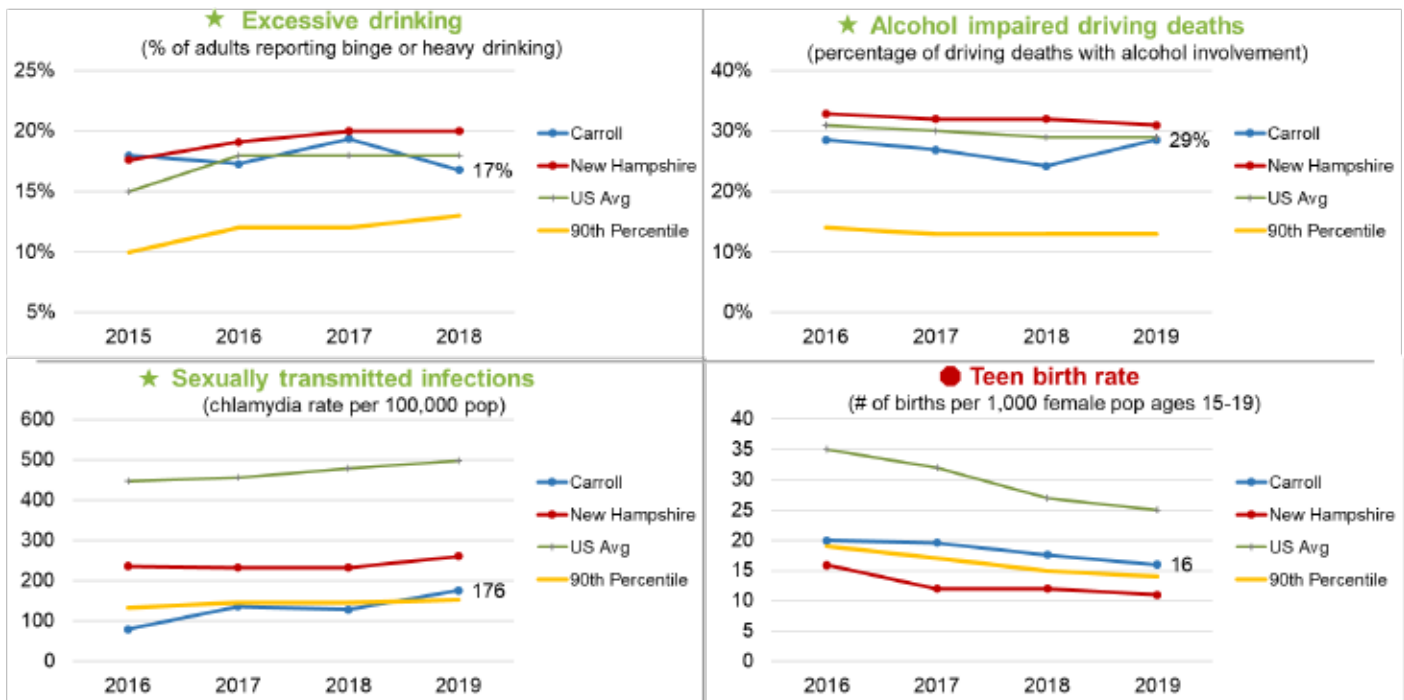 ★ Excessive drinking
(% of adults reporting binge or heavy drinking)
25%
20%
15%
10%
5%
17%
2015 2016 2017 2018
Carroll
New Hampshire
US Avg
90th Percentile
★ Alcohol impaired driving deaths
(percentage of driving deaths with alcohol involvement)
40%
30%
20%
10%
0%
29%
2016 2017 2018 2019
Carroll
New Hampshire
US Avg
90th Percentile
★ Sexually transmitted infections
(chlamydia rate per 100,000 pop)
600
500
400
300
200
100
0
176
2016 2017 2018 2019
Carroll
New Hampshire
US Avg
90th Percentile
Teen birth rate
(# of births per 1,000 female pop ages 15-19)
40
35
30
25
20
15
10
5
0
16
2016 2017 2018 2019
Carroll
New Hampshire
US Avg
90th Percentile